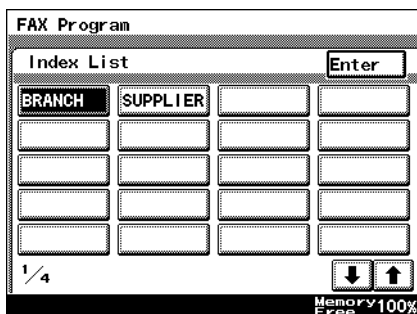 FAX Program
Index List Enter
BRANCH SUPPLIER
1/4
Memory Free 100%